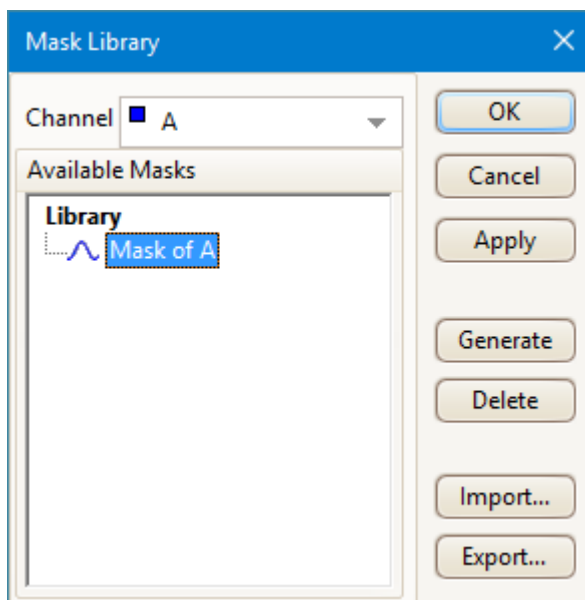 Mask Library
Channel A
Available Masks
Library
Mask of A
OK
Cancel
Apply
Generate
Delete
Import...
Export...